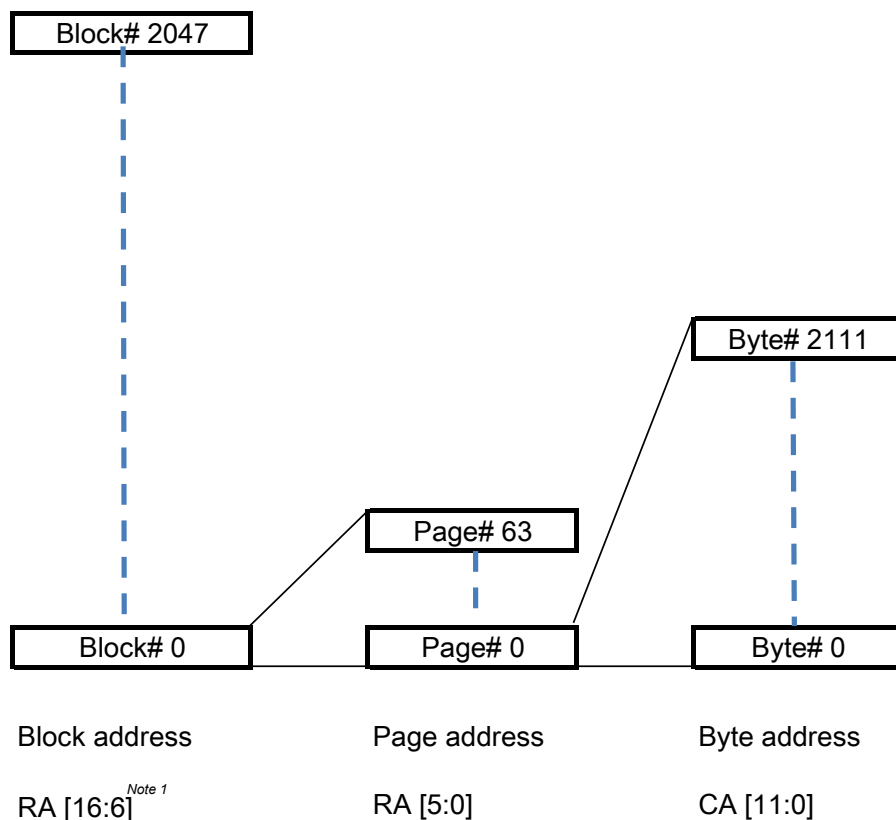 Block# 2047
Byte# 2111
Page# 63
Block# 0
Page# 0
Byte# 0
Block address
Page address
Byte address
RA [16:6] Note 1
RA [5:0]
CA [11:0]